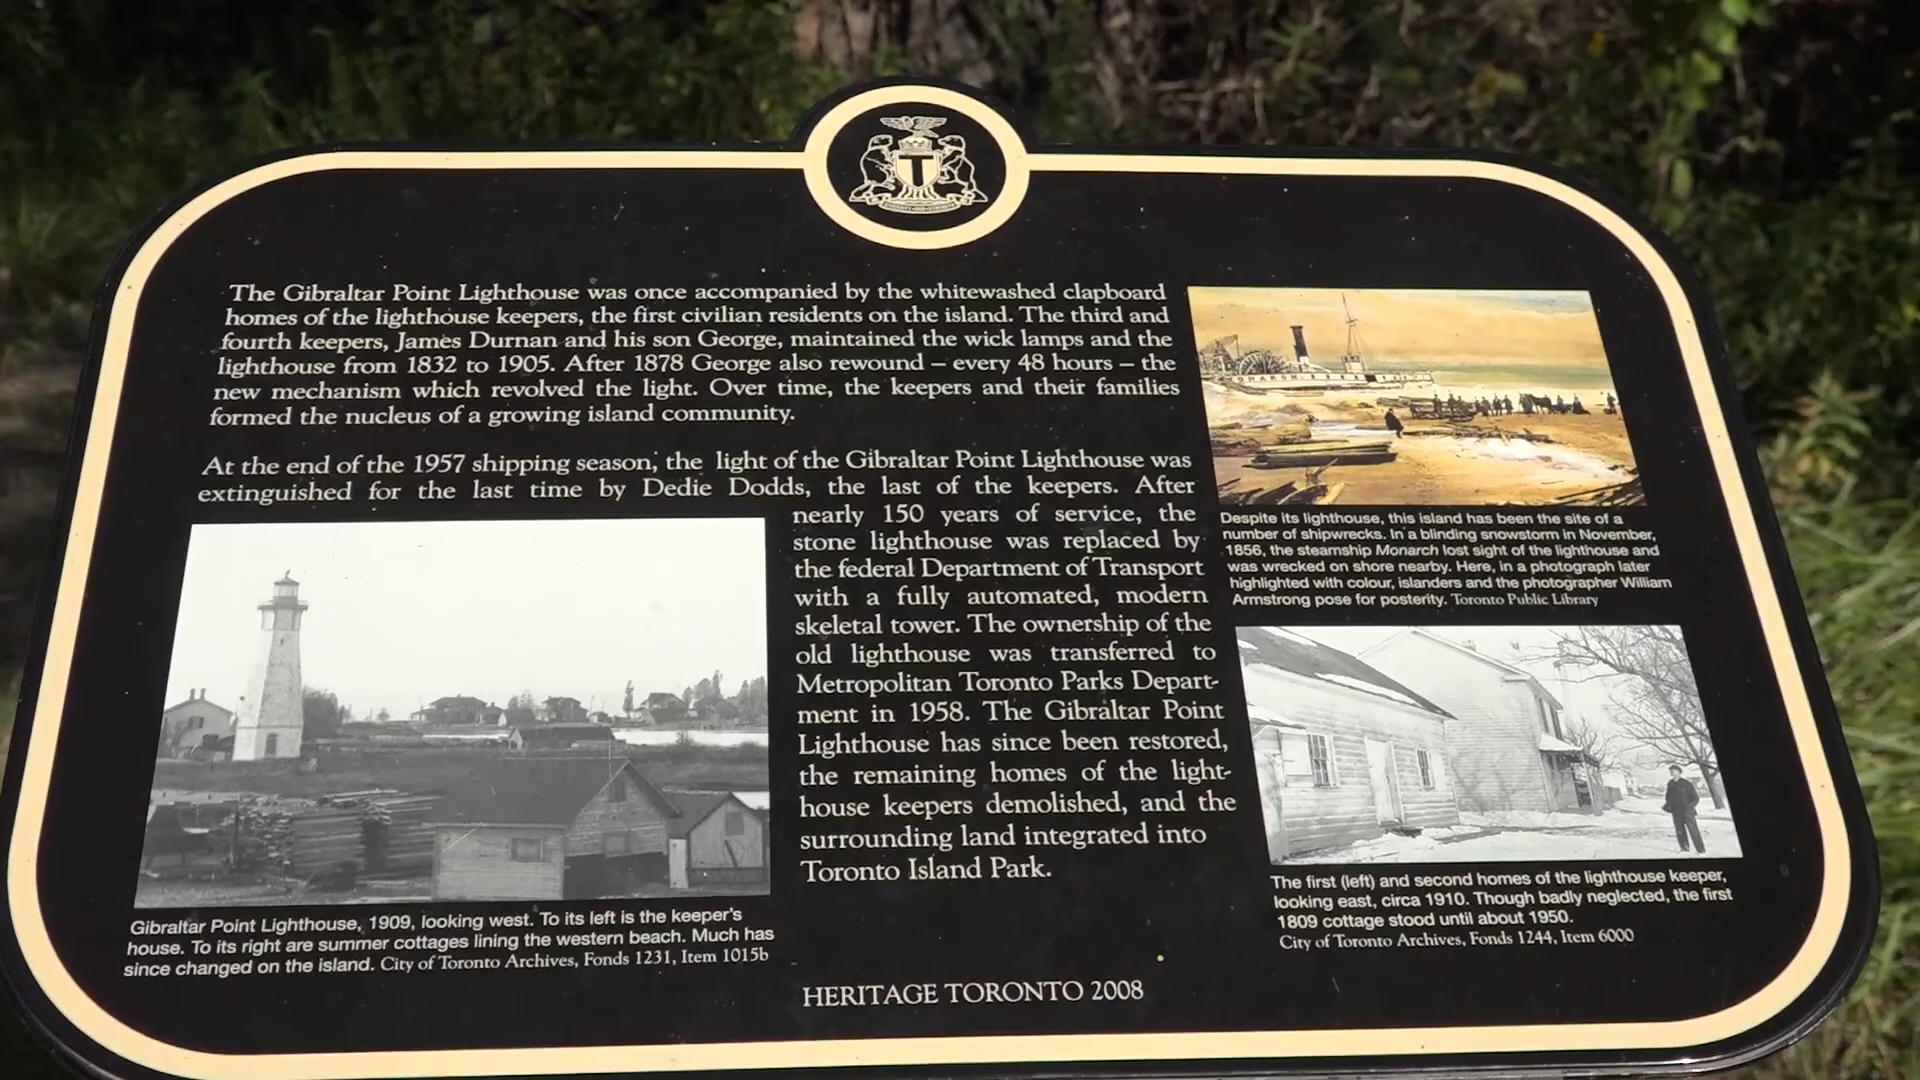 T
The Gibraltar Point Lighthouse was once accompanied by the whitewashed clapboard
homes of the lighthouse keepers, the first civilian residents on the island. The third and
fourth keepers, James Durnan and his son George, maintained the wick lamps and the
lighthouse from 1832 to 1905. After 1878 George also rewound – every 48 hours – the
new mechanism which revolved the light. Over time, the keepers and their families
formed the nucleus of a growing island community.
At the end of the 1957 shipping season, the light of the Gibraltar Point Lighthouse was
extinguished for the last time by Dedie Dodds, the last of the keepers. After
nearly 150 years of service, the
stone lighthouse was replaced by
the federal Department of Transport
with a fully automated, modern
skeletal tower. The ownership of the
old lighthouse was transferred to
Metropolitan Toronto Parks Depart-
ment in 1958. The Gibraltar Point
Lighthouse has since been restored,
the remaining homes of the light-
house keepers demolished, and the
surrounding land integrated into
Toronto Island Park.
Gibraltar Point Lighthouse, 1909, looking west. To its left is the keeper's
house. To its right are summer cottages lining the western beach. Much has
since changed on the island. City of Toronto Archives, Fonds 1231, Item 1015b
Despite its lighthouse, this island has been the site of a
number of shipwrecks. In a blinding snowstorm in November,
1856, the steamship Monarch lost sight of the lighthouse and
was wrecked on shore nearby. Here, in a photograph later
highlighted with colour, islanders and the photographer William
Armstrong pose for posterity. Toronto Public Library
The first (left) and second homes of the lighthouse keeper,
looking east, circa 1910. Though badly neglected, the first
1809 cottage stood until about 1950.
City of Toronto Archives, Fonds 1244, Item 6000
HERITAGE TORONTO 2008